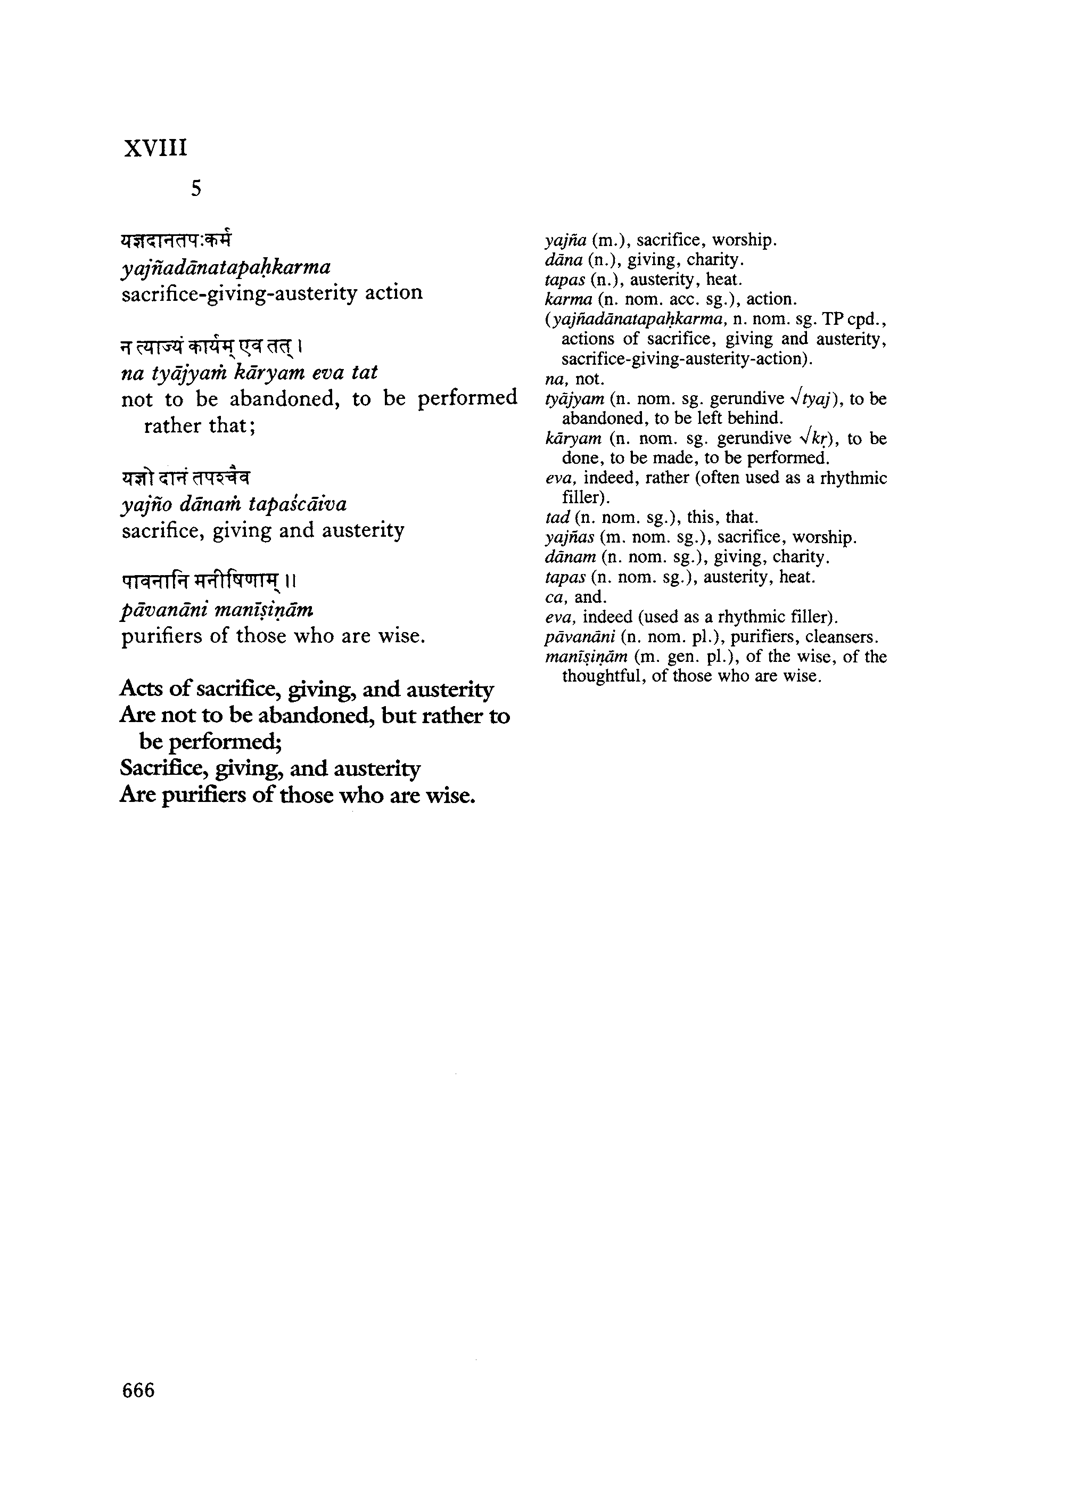 XVIII
5
यज्ञदानतपःकर्म
yajñadānatapaḥkarma
sacrifice-giving-austerity action
न त्याज्यं कार्यम् एव तत् ।
na tyājyaṁ kāryam eva tat
not to be abandoned, to be performed
rather that;
यज्ञो दानं तपश्चैव
yajño dānaṁ tapaścāiva
sacrifice, giving and austerity
पावनानि मनीषिणाम् ।।
pāvanāni manīṣiṇām
purifiers of those who are wise.
Acts of sacrifice, giving, and austerity
Are not to be abandoned, but rather to
be performed;
Sacrifice, giving, and austerity
Are purifiers of those who are wise.
yajña (m.), sacrifice, worship.
dāna (n.), giving, charity.
tapas (n.), austerity, heat.
karma (n. nom. acc. sg.), action.
(yajñadānatapaḥkarma, n. nom. sg. TP cpd.,
actions of sacrifice, giving and austerity,
sacrifice-giving-austerity-action).
na, not.
tyājyam (n. nom. sg. gerundive √tyaj), to be
abandoned, to be left behind.
kāryam (n. nom. sg. gerundive √kṛ), to be
done, to be made, to be performed.
eva, indeed, rather (often used as a rhythmic
filler).
tad (n. nom. sg.), this, that.
yajñas (m. nom. sg.), sacrifice, worship.
dānam (n. nom. sg.), giving, charity.
tapas (n. nom. sg.), austerity, heat.
ca, and.
eva, indeed (used as a rhythmic filler).
pāvanāni (n. nom. pl.), purifiers, cleansers.
manīṣiṇām (m. gen. pl.), of the wise, of the
thoughtful, of those who are wise.
666